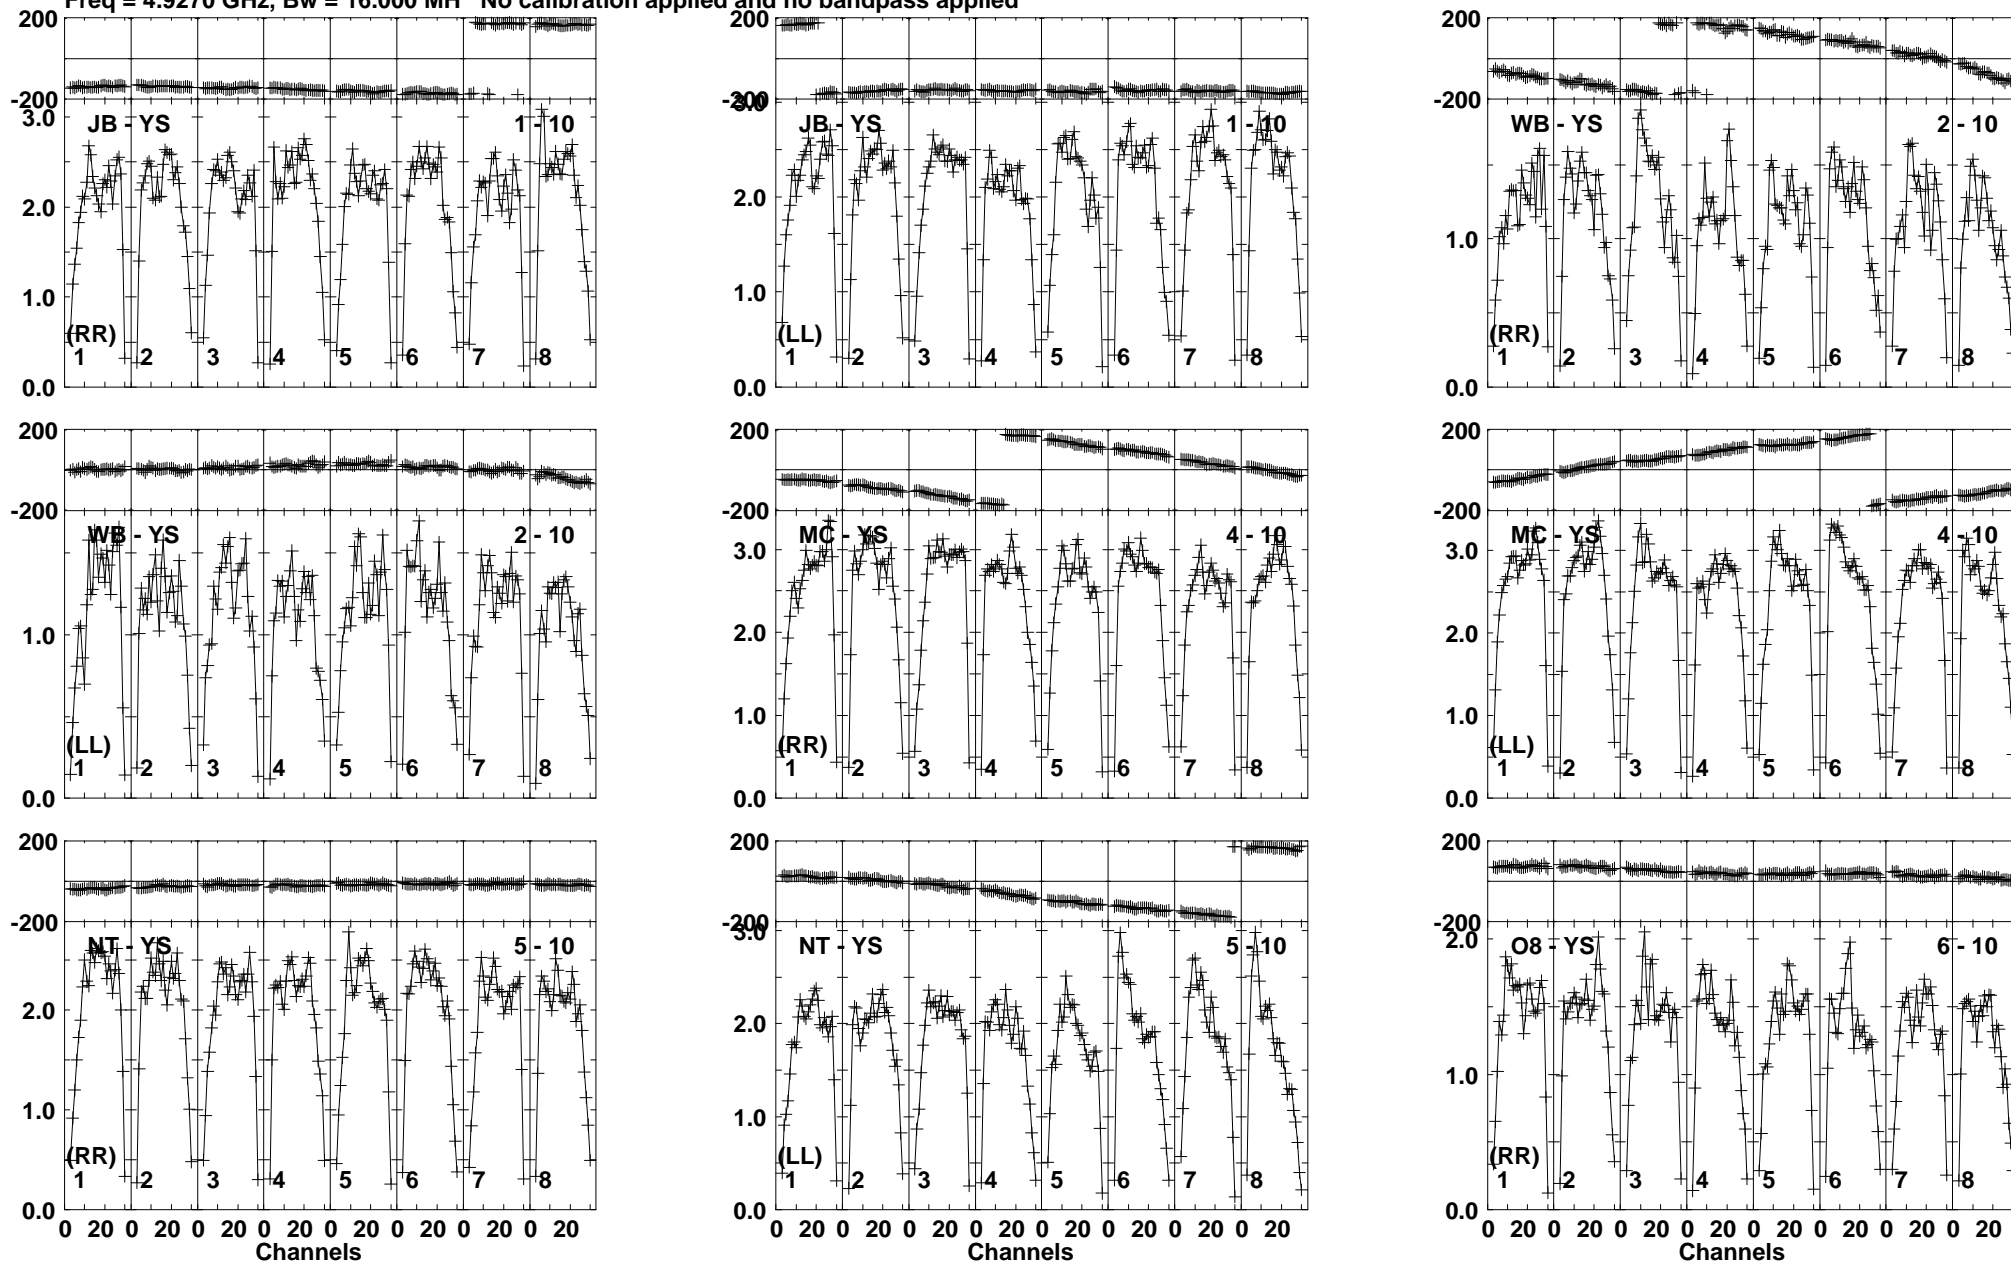 Freq = 4.9270 GHz, Bw = 16.000 MH No calibration applied and no bandpass applied
200 200 200
-200 -200 -200
3.0 JB - YS 1 - 10 3.0 JB - YS 1 - 10 WB - YS 2 - 10
2.0 2.0
1.0 1.0 1.0
(RR) (LL) (RR)
1 2 3 4 5 6 7 8 1 2 3 4 5 6 7 8 1 2 3 4 5 6 7 8
0.0 0.0 0.0
200 200 200
-200 -200 -200
WB - YS 2 - 10 MC - YS 4 - 10 MC - YS 4 - 10
3.0 3.0
2.0 2.0
1.0 1.0 1.0
(LL) (RR) (LL)
1 2 3 4 5 6 7 8 1 2 3 4 5 6 7 8 1 2 3 4 5 6 7 8
0.0 0.0 0.0
200 200 200
-200 -200 -200
NT - YS 5 - 10 3.0 NT - YS 5 - 10 2.0 O8 - YS 6 - 10
2.0 2.0
1.0 1.0 1.0
(RR) (LL) (RR)
1 2 3 4 5 6 7 8 1 2 3 4 5 6 7 8 1 2 3 4 5 6 7 8
0.0 0.0 0.0
0 20 0 20 0 20 0 20 0 20 0 20 0 20 0 20 0 20 0 20 0 20 0 20 0 20 0 20 0 20 0 20 0 20 0 20 0 20 0 20 0 20 0 20 0 20 0 20
Channels Channels Channels